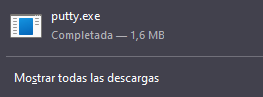 putty.exe
Completada — 1,6 MB
Mostrar todas las descargas